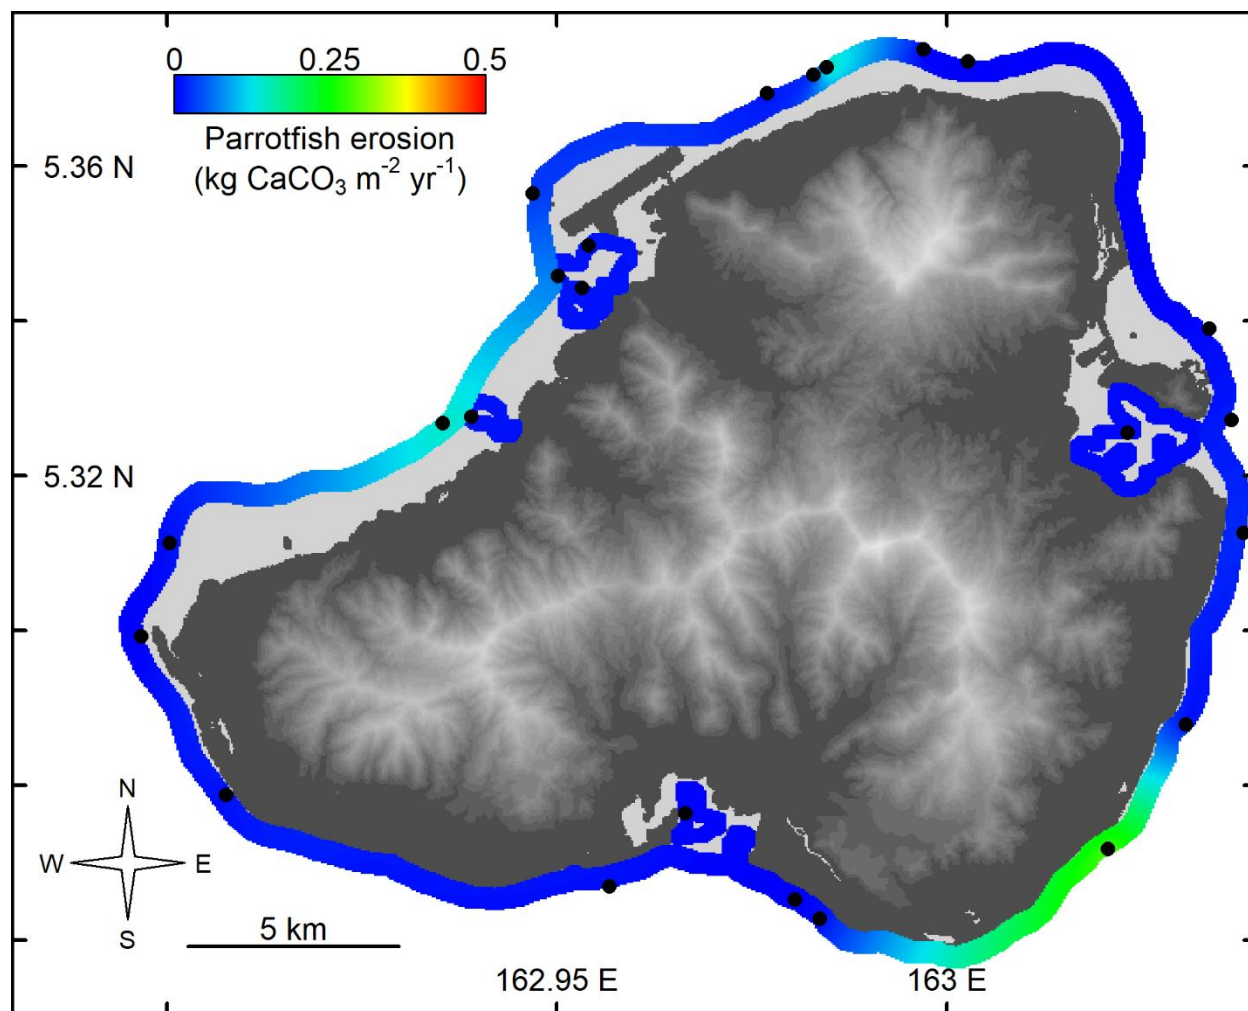 0 0.25 0.5
Parrotfish erosion
(kg CaCO₃ m⁻² yr⁻¹)
5.36 N
5.32 N
N
W E
S
5 km
162.95 E 163 E